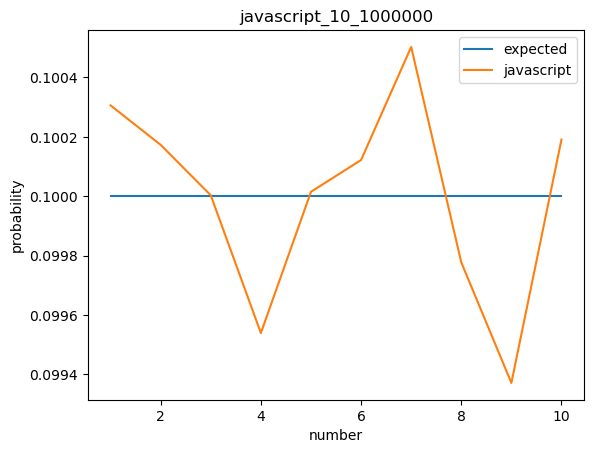 javascript_10_1000000
expected
javascript
probability
0.1004
0.1002
0.1000
0.0998
0.0996
0.0994
2 4 6 8 10
number